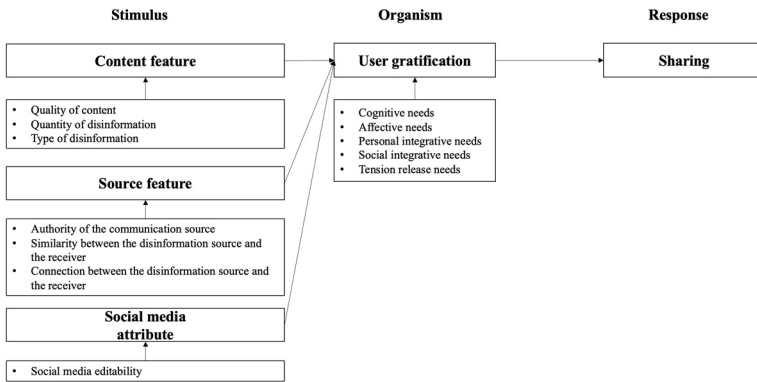 Stimulus
Organism
Response
Content feature
User gratification
Sharing
• Quality of content
• Quantity of disinformation
• Type of disinformation
• Cognitive needs
• Affective needs
• Personal integrative needs
• Social integrative needs
• Tension release needs
Source feature
• Authority of the communication source
• Similarity between the disinformation source and
the receiver
• Connection between the disinformation source and
the receiver
Social media
attribute
• Social media editability